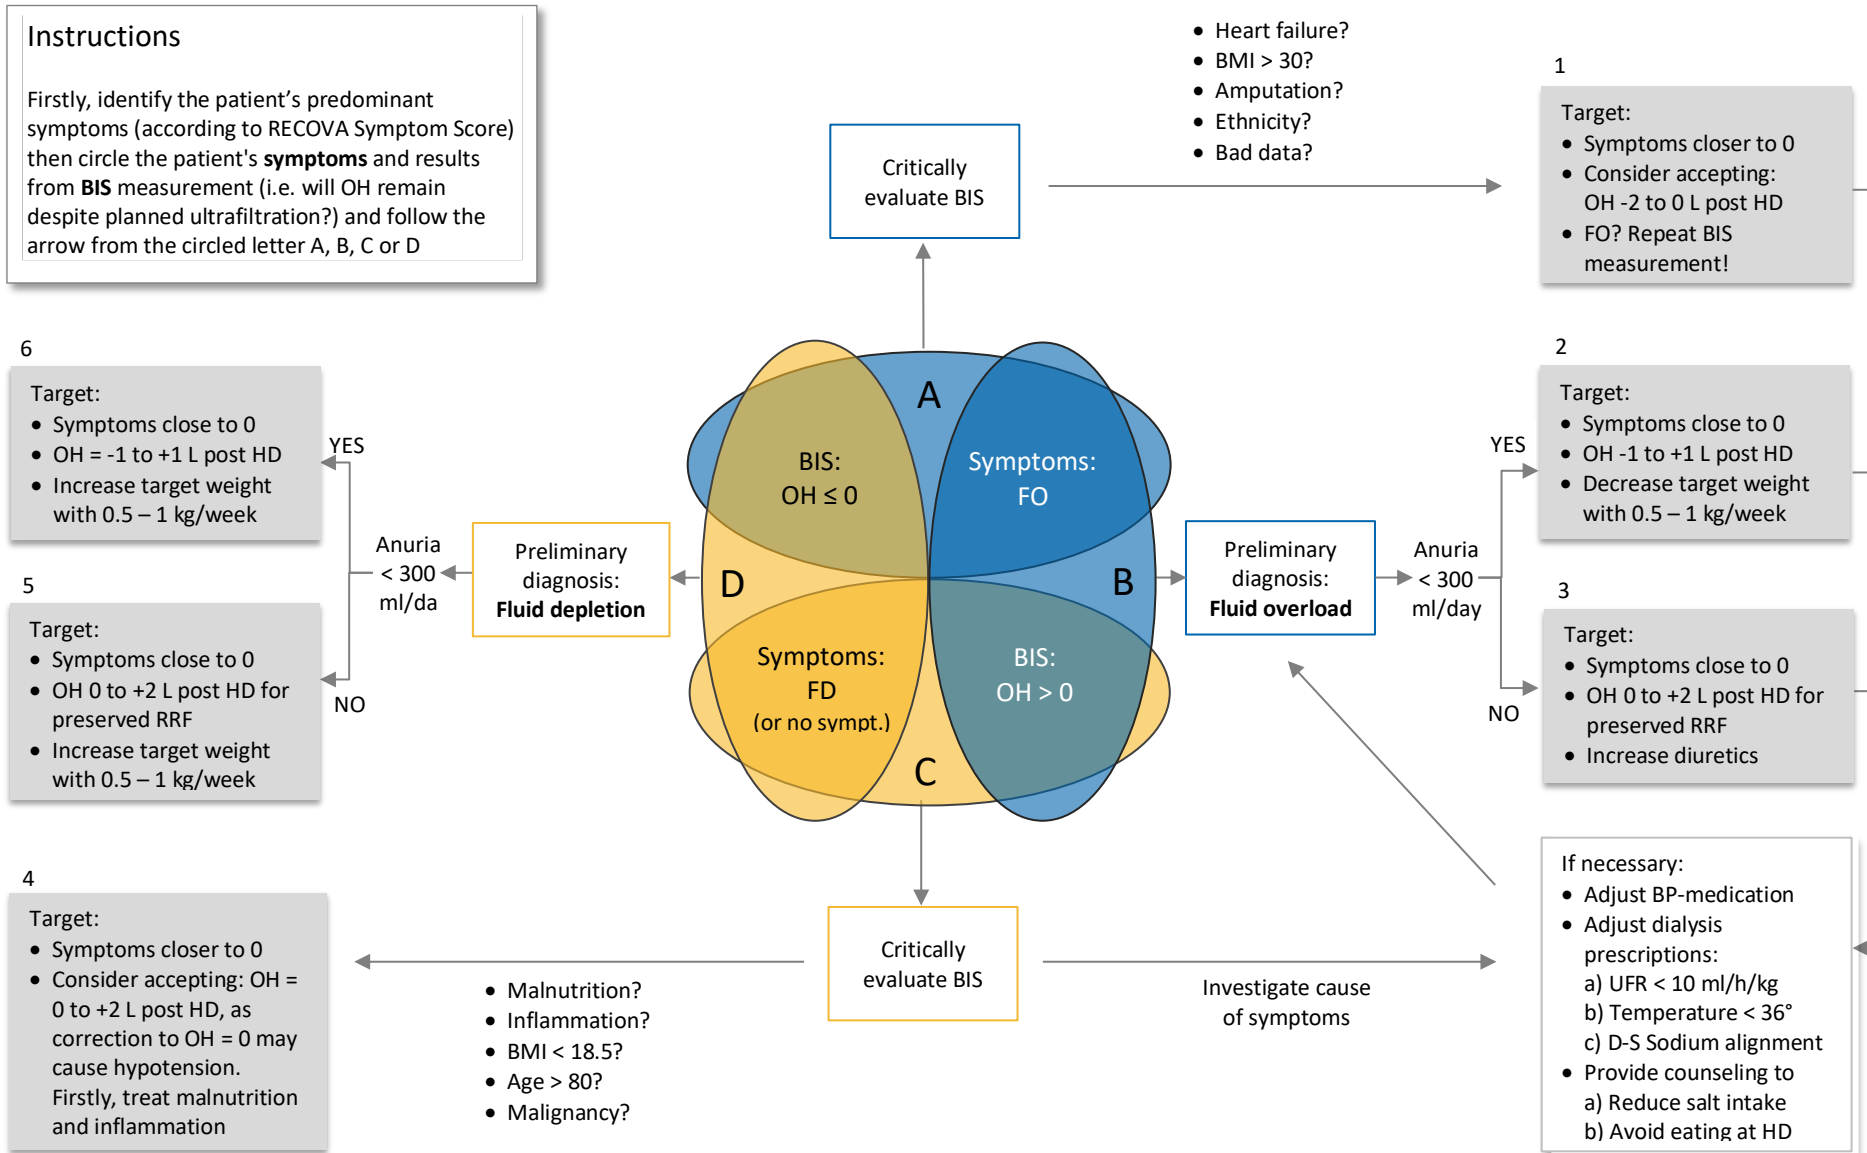 Instructions
Firstly, identify the patient's predominant
symptoms (according to RECOVA Symptom Score)
then circle the patient's symptoms and results
from BIS measurement (i.e. will OH remain
despite planned ultrafiltration?) and follow the
arrow from the circled letter A, B, C or D
Critically
evaluate BIS
• Heart failure?
• BMI > 30?
• Amputation?
• Ethnicity?
• Bad data?
1
Target:
• Symptoms closer to 0
• Consider accepting:
OH -2 to 0 L post HD
• FO? Repeat BIS
measurement!
6
Target:
• Symptoms close to 0
• OH = -1 to +1 L post HD
• Increase target weight
with 0.5 – 1 kg/week
YES
5
Target:
• Symptoms close to 0
• OH 0 to +2 L post HD for
preserved RRF
• Increase target weight
with 0.5 – 1 kg/week
NO
Anuria
< 300
ml/da
Preliminary
diagnosis:
Fluid depletion
A
BIS:
OH ≤ 0
Symptoms:
FO
D
B
Symptoms:
FD
(or no sympt.)
BIS:
OH > 0
C
Preliminary
diagnosis:
Fluid overload
Anuria
< 300
ml/day
YES
2
Target:
• Symptoms close to 0
• OH -1 to +1 L post HD
• Decrease target weight
with 0.5 – 1 kg/week
NO
3
Target:
• Symptoms close to 0
• OH 0 to +2 L post HD for
preserved RRF
• Increase diuretics
4
Target:
• Symptoms closer to 0
• Consider accepting: OH =
0 to +2 L post HD, as
correction to OH = 0 may
cause hypotension.
Firstly, treat malnutrition
and inflammation
• Malnutrition?
• Inflammation?
• BMI < 18.5?
• Age > 80?
• Malignancy?
Critically
evaluate BIS
Investigate cause
of symptoms
If necessary:
• Adjust BP-medication
• Adjust dialysis
prescriptions:
a) UFR < 10 ml/h/kg
b) Temperature < 36°
c) D-S Sodium alignment
• Provide counseling to
a) Reduce salt intake
b) Avoid eating at HD